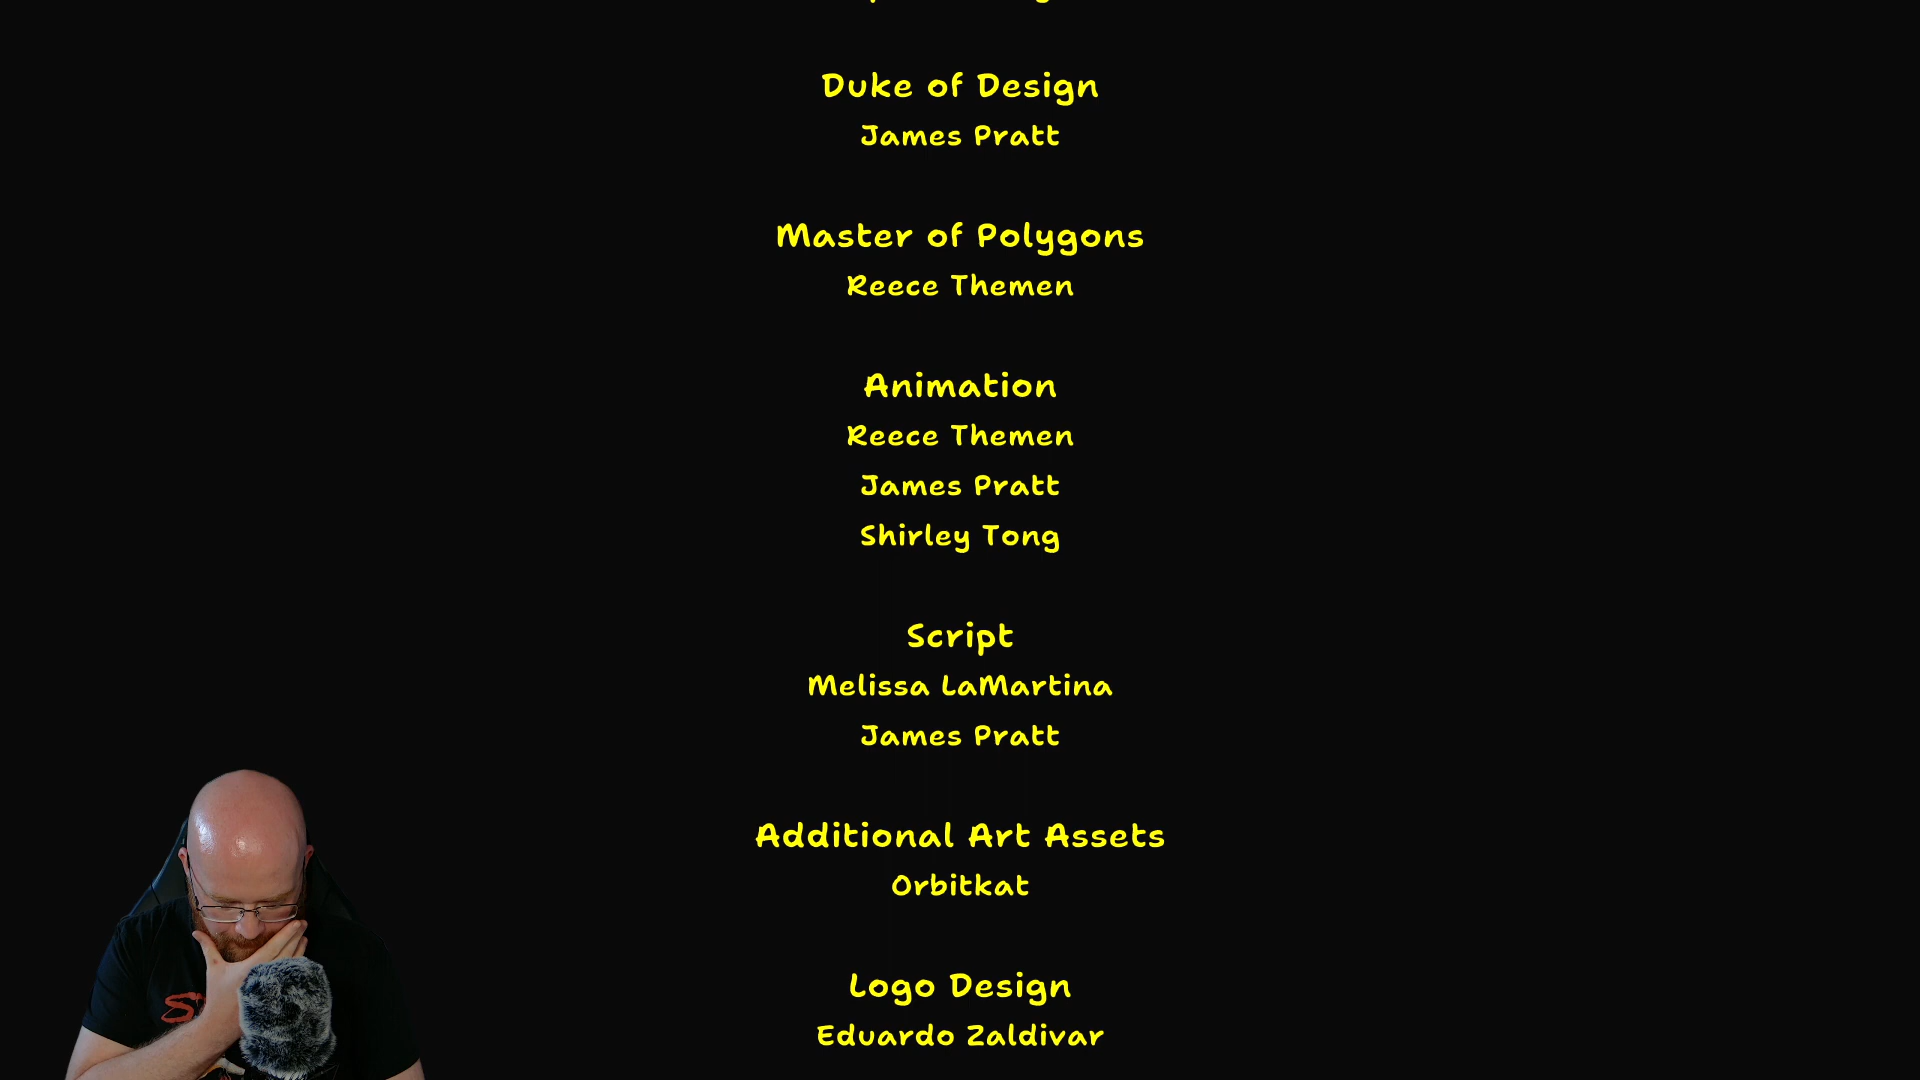 Duke of Design
James Pratt
Master of Polygons
Reece Themen
Animation
Reece Themen
James Pratt
Shirley Tong
Script
Melissa LaMartina
James Pratt
Additional Art Assets
Orbitkat
Logo Design
Eduardo Zaldivar